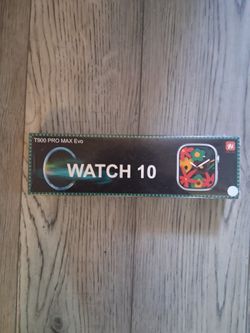 T900 PRO MAX Evo
WATCH 10